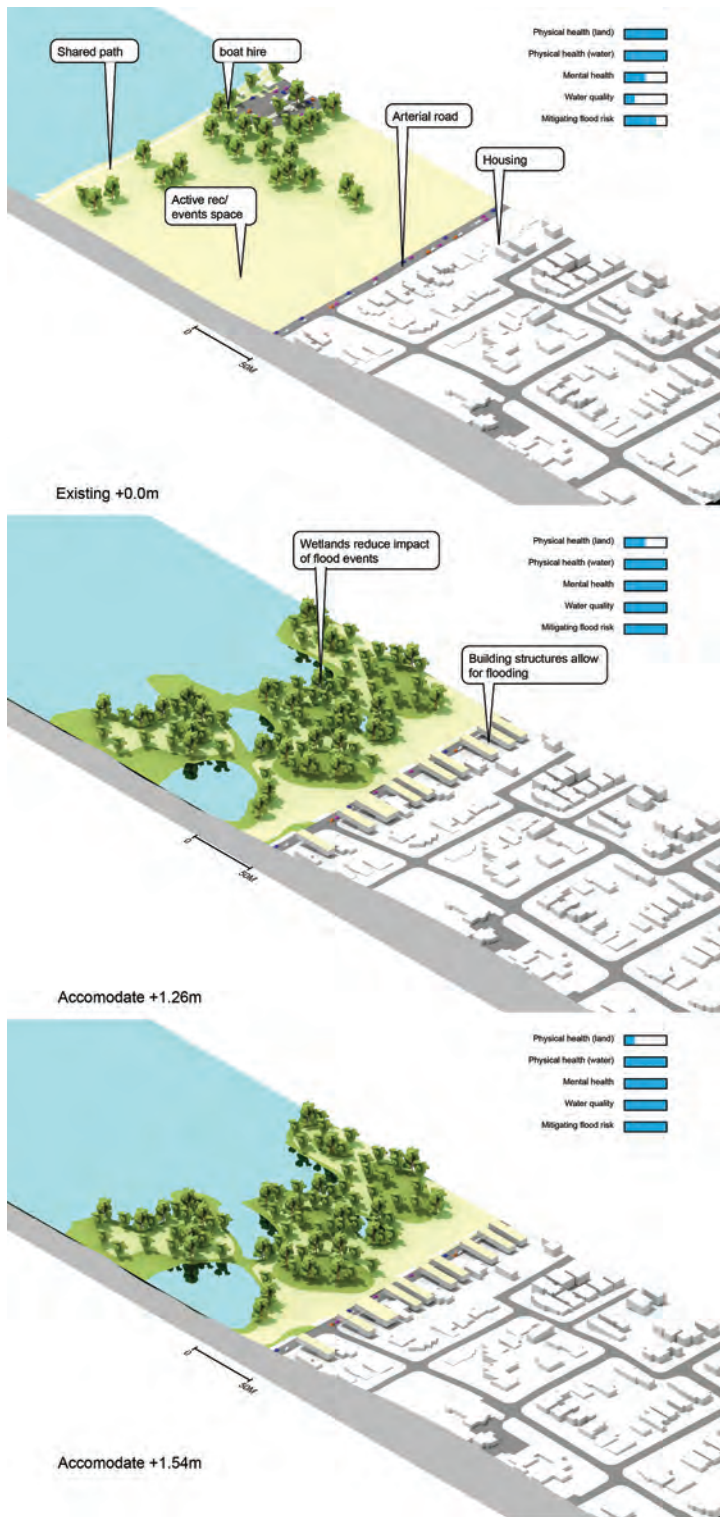 Physical health (land)
Physical health (water)
Mental health
Water quality
Mitigating flood risk
Shared path
boat hire
Arterial road
Housing
Active rec/
events space
0
50M
Existing +0.0m
Physical health (land)
Physical health (water)
Mental health
Water quality
Mitigating flood risk
Wetlands reduce impact
of flood events
Building structures allow
for flooding
0
50M
Accomodate +1.26m
Physical health (land)
Physical health (water)
Mental health
Water quality
Mitigating flood risk
0
50M
Accomodate +1.54m